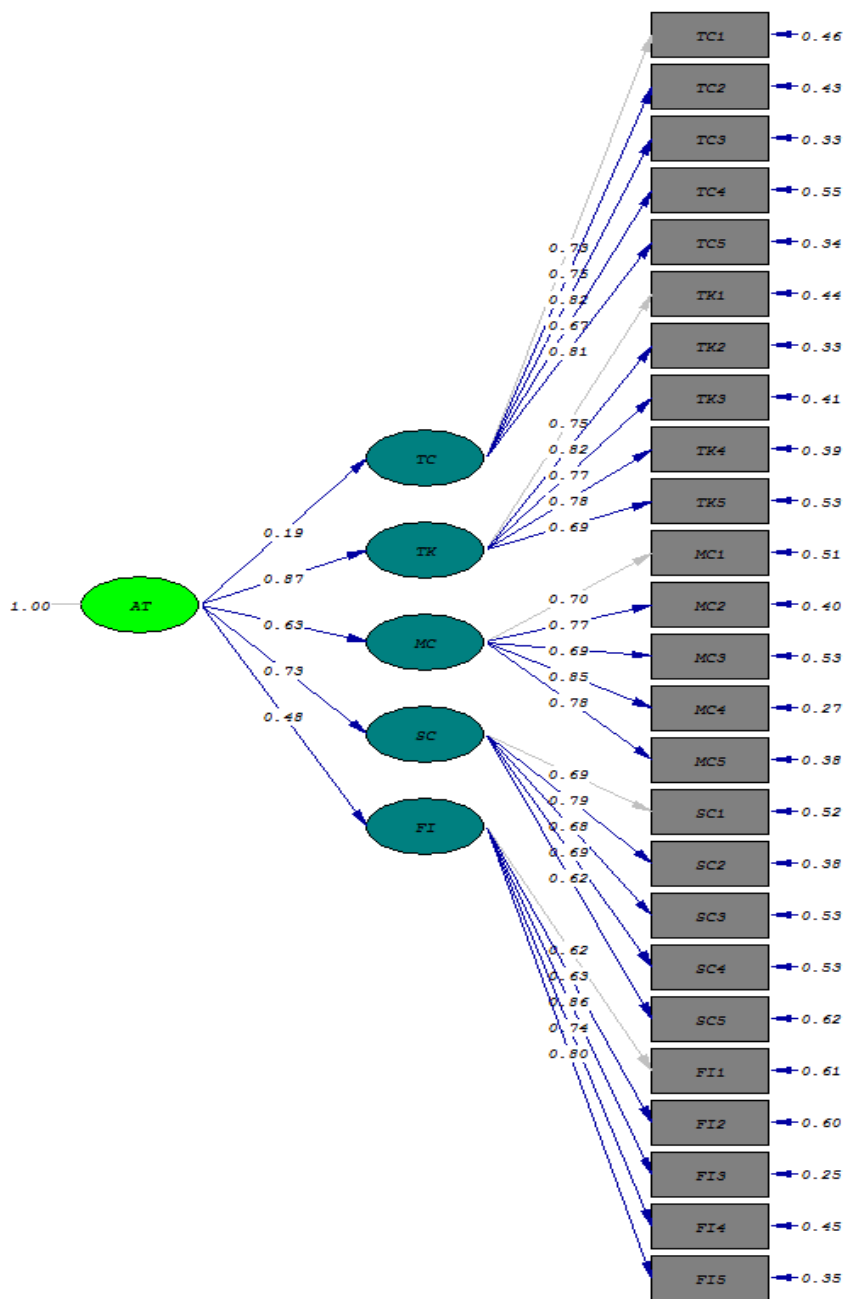 TC1 0.46
TC2 0.43
TC3 0.33
TC4 0.55
TC5 0.34
0.73
0.75
0.82
0.67
0.81
TK1 0.44
TK2 0.33
TK3 0.41
TK4 0.39
TK5 0.53
0.75
0.82
0.77
0.78
0.69
TC
TK
MC
SC
FI
0.19
0.87
0.63
0.73
0.48
1.00 AT
MC1 0.51
MC2 0.40
MC3 0.53
MC4 0.27
MC5 0.38
0.70
0.77
0.69
0.85
0.78
SC1 0.52
SC2 0.38
SC3 0.53
SC4 0.53
SC5 0.62
0.69
0.79
0.68
0.69
0.62
FI1 0.61
FI2 0.60
FI3 0.25
FI4 0.45
FI5 0.35
0.62
0.63
0.86
0.74
0.80